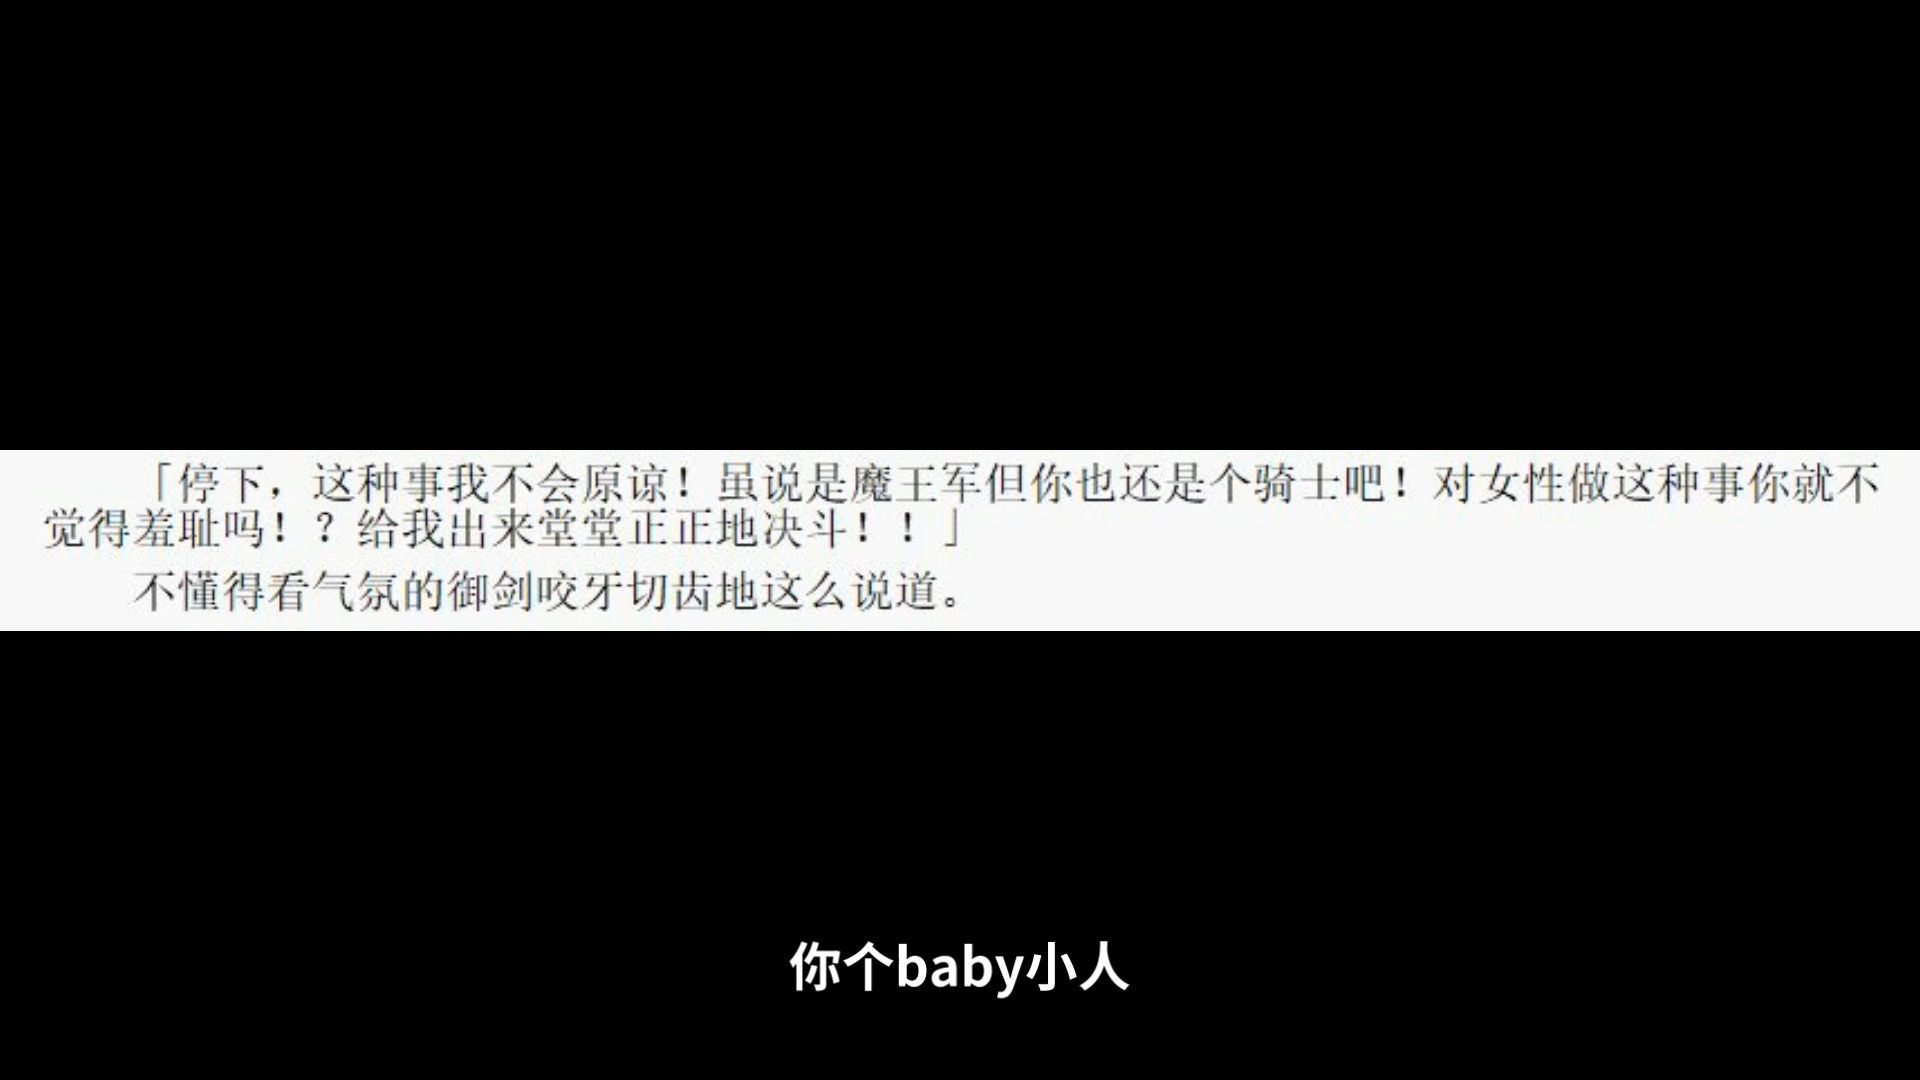 「停下，这种事我不会原谅！虽说是魔王军但你也还是个骑士吧！对女性做这种事你就不
觉得羞耻吗！？给我出来堂堂正正地决斗！！」
不懂得看气氛的御剑咬牙切齿地这么说道。
你个baby小人